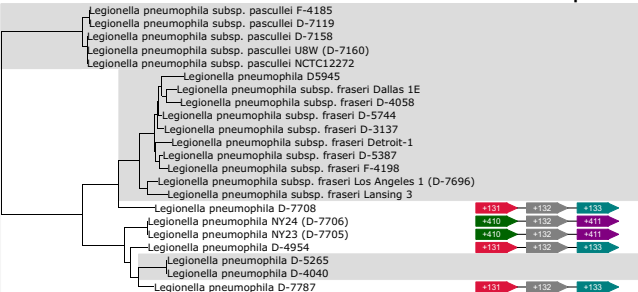 Legionella pneumophila subsp. pascullei F-4185
Legionella pneumophila subsp. pascullei D-7119
Legionella pneumophila subsp. pascullei D-7158
Legionella pneumophila subsp. pascullei U8W (D-7160)
Legionella pneumophila subsp. pascullei NCTC12272
Legionella pneumophila D5945
Legionella pneumophila subsp. fraseri Dallas 1E
Legionella pneumophila subsp. fraseri D-4058
Legionella pneumophila subsp. fraseri D-5744
Legionella pneumophila subsp. fraseri D-3137
Legionella pneumophila subsp. fraseri Detroit-1
Legionella pneumophila subsp. fraseri D-5387
Legionella pneumophila subsp. fraseri F-4198
Legionella pneumophila subsp. fraseri Los Angeles 1 (D-7696)
Legionella pneumophila subsp. fraseri Lansing 3
Legionella pneumophila D-7708 +131 +132 +133
Legionella pneumophila NY24 (D-7706) +410 +132 +411
Legionella pneumophila NY23 (D-7705) +410 +132 +411
Legionella pneumophila D-4954 +131 +132 +133
Legionella pneumophila D-5265
Legionella pneumophila D-4040
Legionella pneumophila D-7787 +131 +132 +133